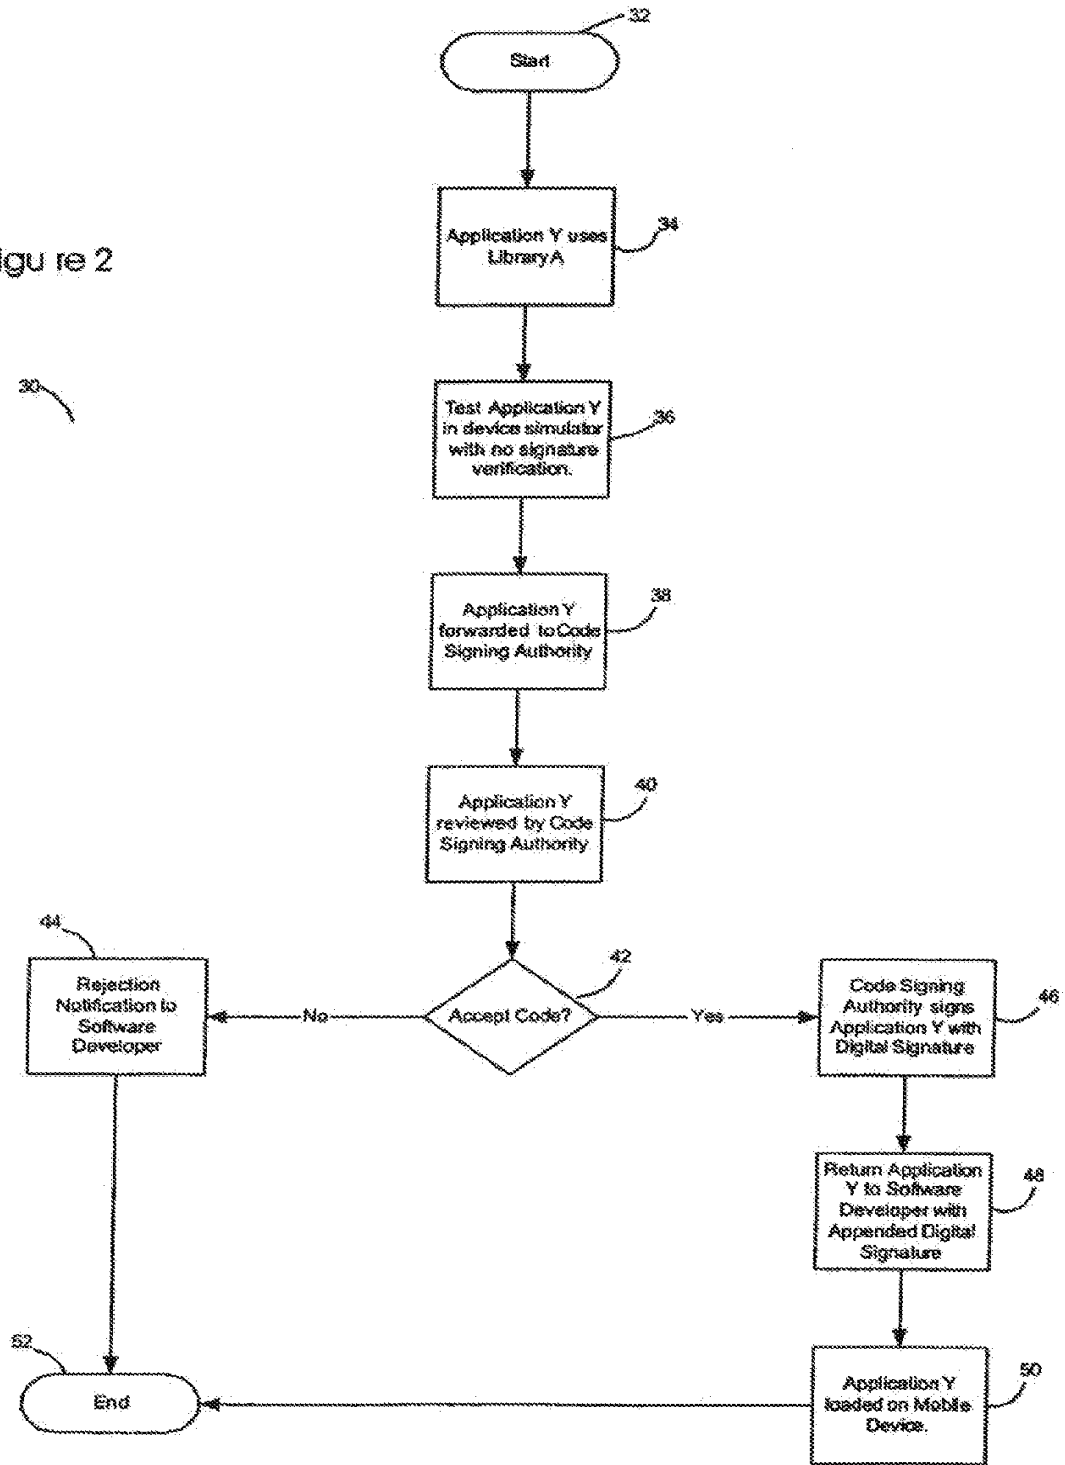 32
Start
Application Y uses
Library A
34
igu re 2
30
Test Application Y
in device simulator
with no signature
verification.
36
Application Y
forwarded to Code
Signing Authority
38
Application Y
reviewed by Code
Signing Authority
40
44
Rejection
Notification to
Software
Developer
No
Accept Code?
42
Yes
Code Signing
Authority signs
Application Y with
Digital Signature
46
Return Application
Y to Software
Developer with
Appended Digital
Signature
48
52
End
Application Y
loaded on Mobile
Device.
50